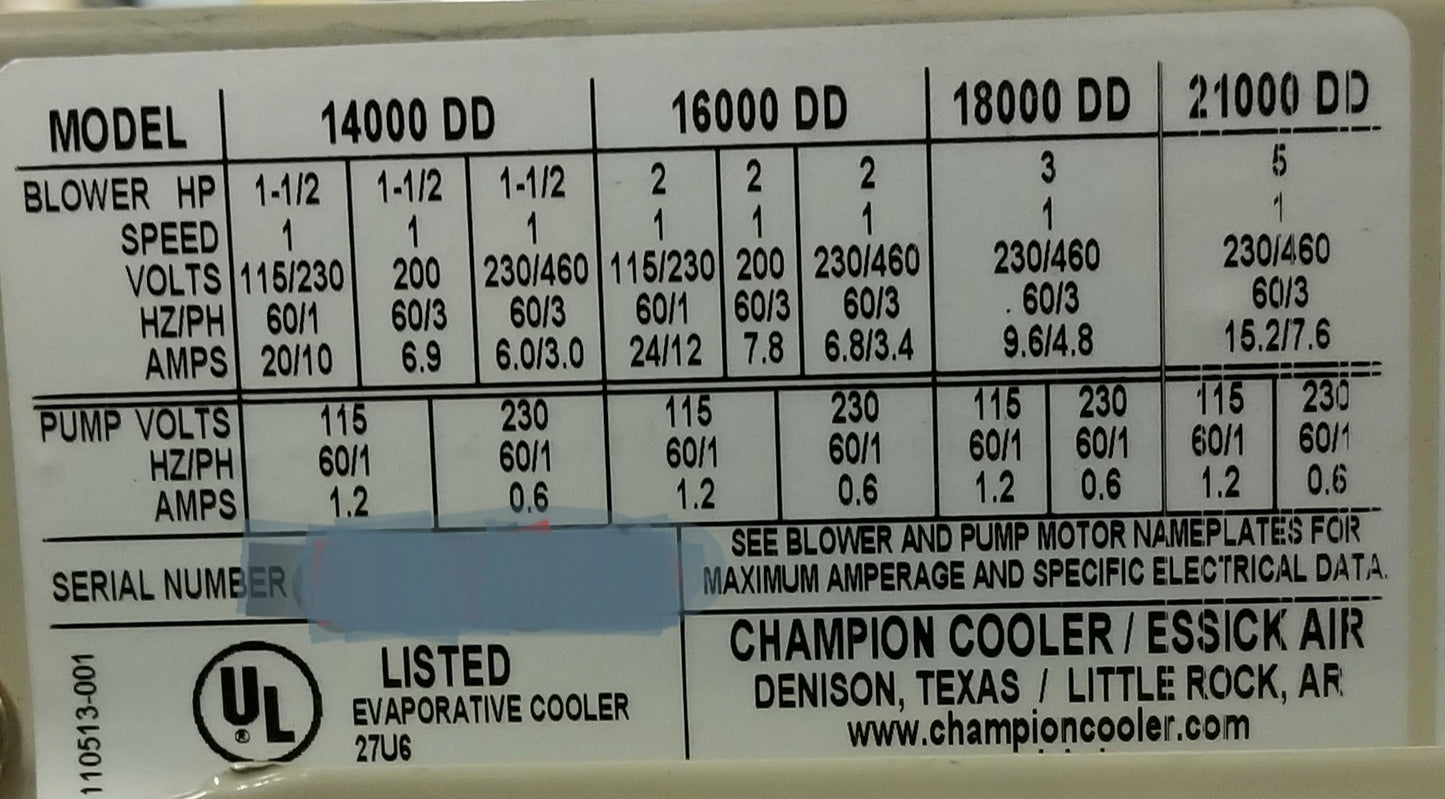 MODEL 14000 DD 16000 DD 18000 DD 21000 DD
BLOWER HP 1-1/2 1-1/2 1-1/2 2 2 2 3 5
SPEED 1 1 1 1 1 1 1 1
VOLTS 115/230 200 230/460 115/230 200 230/460 230/460 230/460
HZ/PH 60/1 60/3 60/3 60/1 60/3 60/3 60/3 60/3
AMPS 20/10 6.9 6.0/3.0 24/12 7.8 6.8/3.4 9.6/4.8 15.2/7.6
PUMP VOLTS 115 230 115 230 115 230 115 230
HZ/PH 60/1 60/1 60/1 60/1 60/1 60/1 60/1 60/1
AMPS 1.2 0.6 1.2 0.6 1.2 0.6 1.2 0.6
SERIAL NUMBER
SEE BLOWER AND PUMP MOTOR NAMEPLATES FOR
MAXIMUM AMPERAGE AND SPECIFIC ELECTRICAL DATA.
110513-001
UL ®
LISTED
EVAPORATIVE COOLER
27U6
CHAMPION COOLER / ESSICK AIR
DENISON, TEXAS / LITTLE ROCK, AR
www.championcooler.com